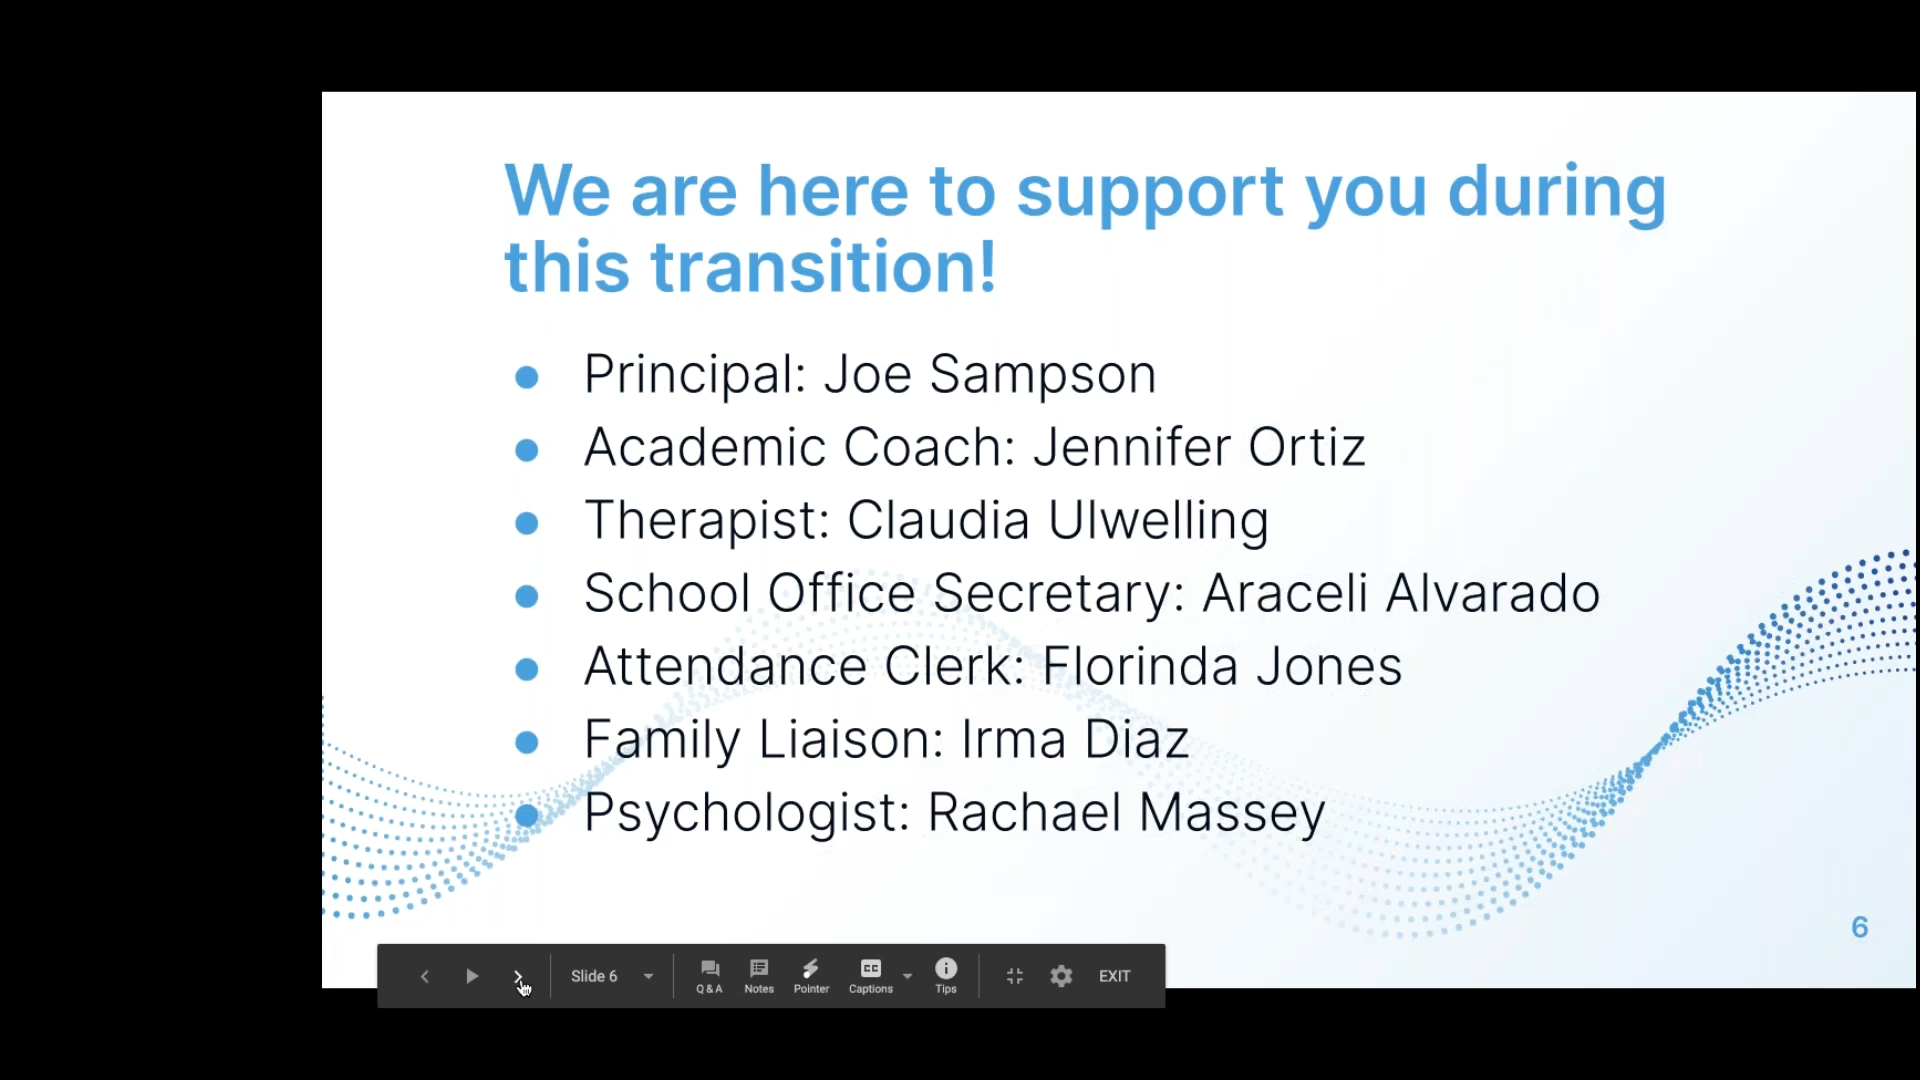 We are here to support you during
this transition!
● Principal: Joe Sampson
● Academic Coach: Jennifer Ortiz
● Therapist: Claudia Ulwelling
● School Office Secretary: Araceli Alvarado
● Attendance Clerk: Florinda Jones
● Family Liaison: Irma Diaz
● Psychologist: Rachael Massey
6
Slide 6
Q & A
Notes
Pointer
CC
Captions
Tips
EXIT